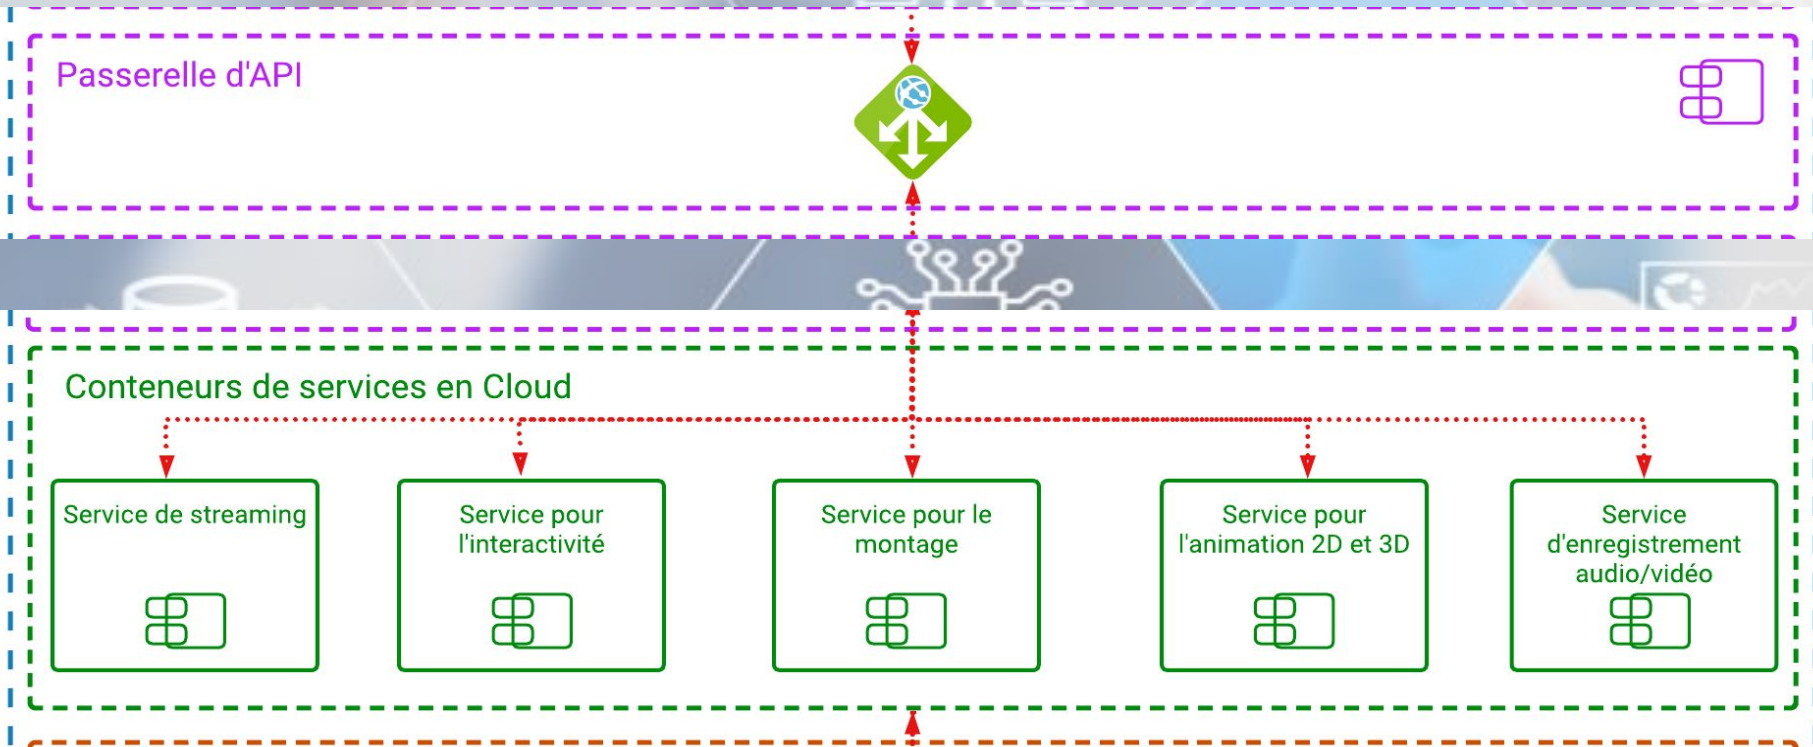 Passerelle d'API
Conteneurs de services en Cloud
Service de streaming
Service pour
l'interactivité
Service pour le
montage
Service pour
l'animation 2D et 3D
Service
d'enregistrement
audio/vidéo